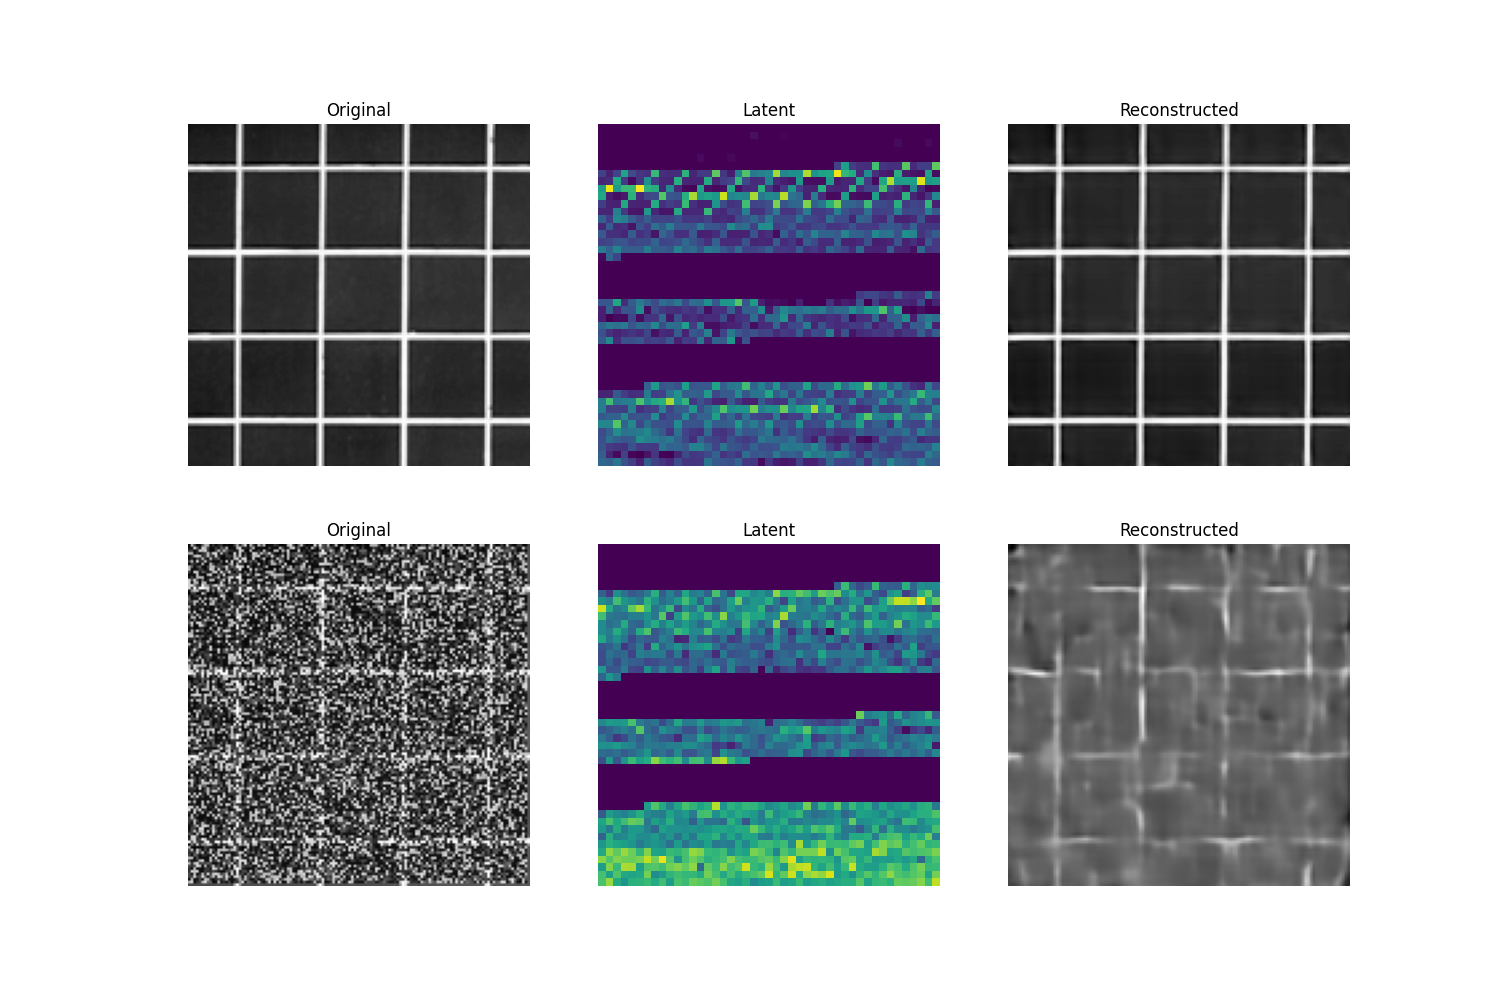 Original
Latent
Reconstructed
Original
Latent
Reconstructed